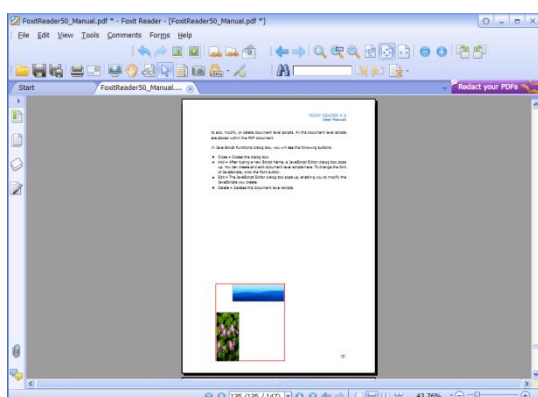 FoxitReader50_Manual.pdf * - Foxit Reader - [FoxitReader50_Manual.pdf *]
File Edit View Tools Comments Forms Help
Start FoxitReader50_Manual.... Redact your PDFs
FOXIT READER 5.0
User Manual
to add, modify, or delete document level scripts. All the document level scripts
are stored within the PDF document.
In Java Script Functions dialog box, you will see the following buttons:
Close – Closes the dialog box.
Add – After typing a new Script Name, a JavaScript Editor dialog box pops
up. You can create and edit document level scripts here. To change the font
of JavaScripts, click the Font button.
Edit – The JavaScript Editor dialog box pops up, enabling you to modify the
JavaScripts you create.
Delete – Deletes the document level scripts.
135 (135 / 147) 43.76%